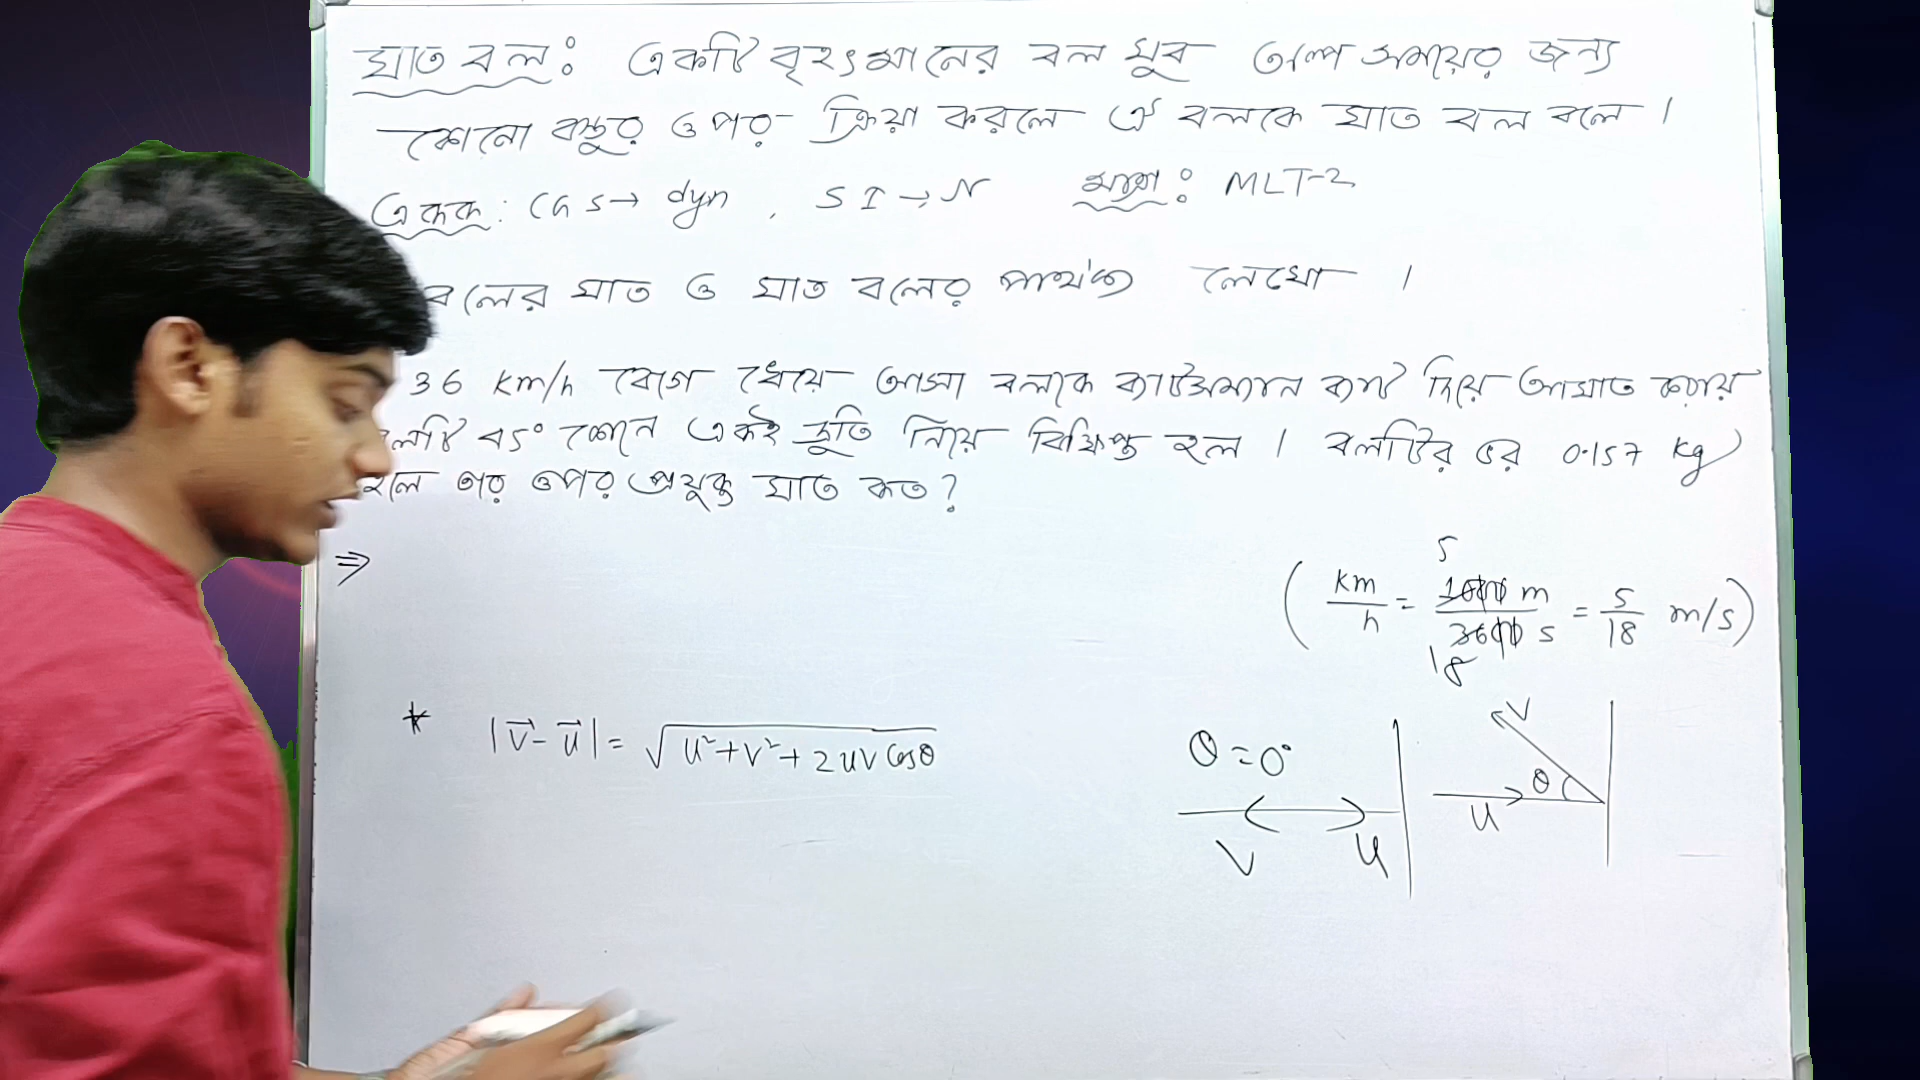 ঘাত বল : একটি বৃহৎ মানের বল খুব অল্প সময়ের জন্য
কোনো বস্তুর ওপর ক্রিয়া করলে ঐ বলকে ঘাত বল বলে ।
একক : CGS→ dyn , SI → N মাত্রা : MLT-2
বলের ঘাত ও ঘাত বলের পার্থক্য লেখো ।
36 km/h বেগে ধেয়ে আসা বলকে ব্যাটসম্যান ব্যাট দিয়ে আঘাত করায়
বলটি ৪5° কোনে একই দ্রুতি নিয়ে বিক্ষিপ্ত হল । বলটির ভর 0.157 kg
হলে তার ওপর প্রযুক্ত ঘাত কত ?
⇒
( km/h = 1000 m/3600 s = 5/18 m/s )
5
18
* |v⃗ - u⃗| = √u²+v²+2uv cosθ
θ = 0°
v u
v
θ
u